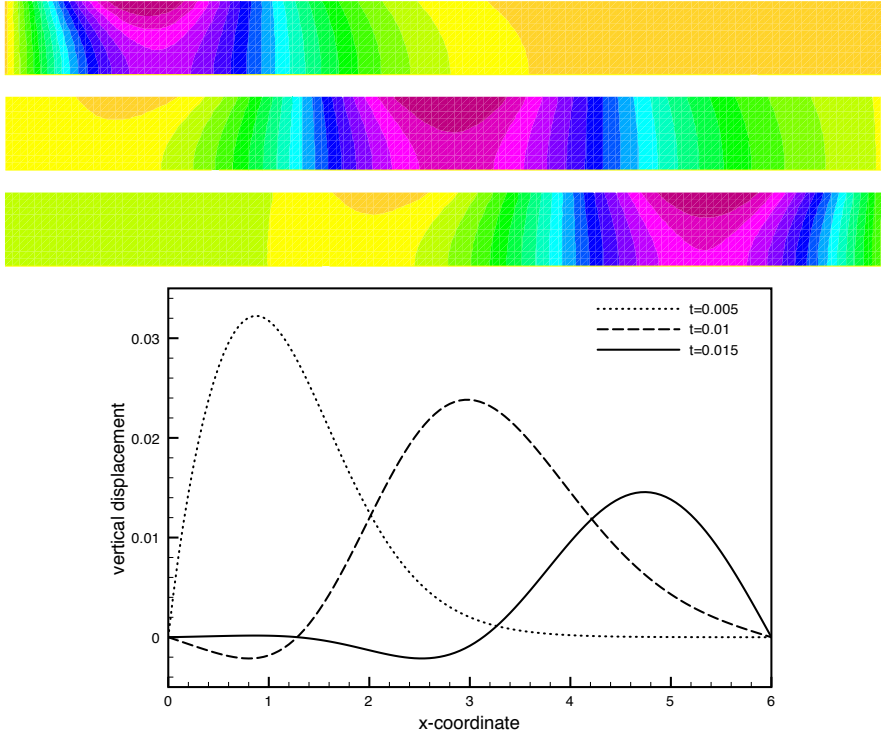 t=0.005
t=0.01
t=0.015
0.03
0.02
0.01
0
vertical displacement
0 1 2 3 4 5 6
x-coordinate